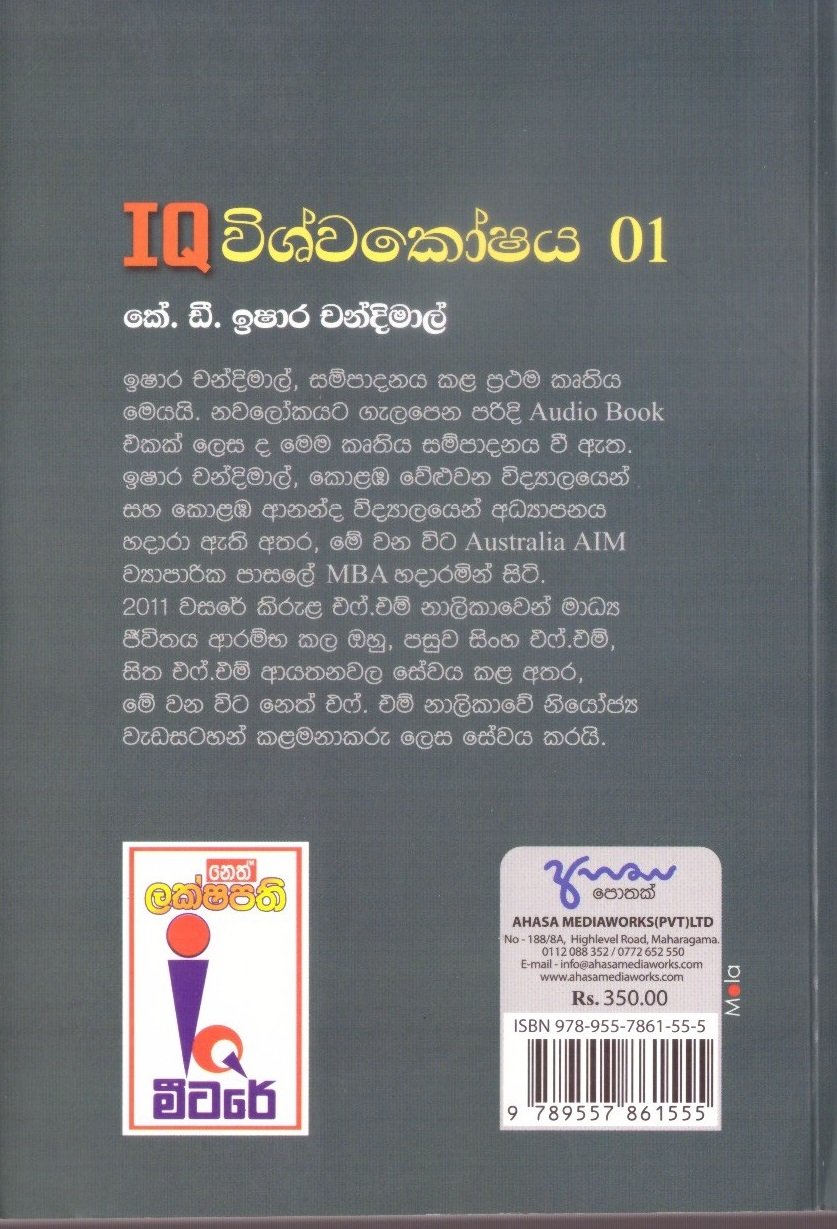 IQ විශ්වකෝෂය 01
කේ. ඩී. ඉෂාර චන්දිමාල්
ඉෂාර චන්දිමාල්, සම්පාදනය කළ ප්‍රථම කෘතිය
මෙයයි. නවලෝකයට ගැලපෙන පරිදි Audio Book
එකක් ලෙස ද මෙම කෘතිය සම්පාදනය වී ඇත.
ඉෂාර චන්දිමාල්, කොළඹ වේළුවන විද්‍යාලයෙන්
සහ කොළඹ ආනන්ද විද්‍යාලයෙන් අධ්‍යාපනය
හදාරා ඇති අතර, මේ වන විට Australia AIM
ව්‍යාපාරික පාසලේ MBA හදාරමින් සිටී.
2011 වසරේ කිරුළ එෆ්.එම් නාලිකාවෙන් මාධ්‍ය
ජීවිතය ආරම්භ කල ඔහු, පසුව සිංහ එෆ්.එම්,
සිත එෆ්.එම් ආයතනවල සේවය කළ අතර,
මේ වන විට නෙත් එෆ්. එම් නාලිකාවේ නියෝජ්‍ය
වැඩසටහන් කළමනාකරු ලෙස සේවය කරයි.
නෙත් TM
ලක්ෂපති
IQ
මීටරේ
අහස
පොතක්
AHASA MEDIAWORKS(PVT)LTD
No - 188/8A, Highlevel Road, Maharagama.
0112 088 352 / 0772 652 550
E-mail - info@ahasamediaworks.com
www.ahasamediaworks.com
Rs. 350.00
ISBN 978-955-7861-55-5
9 789557 861555
Mola